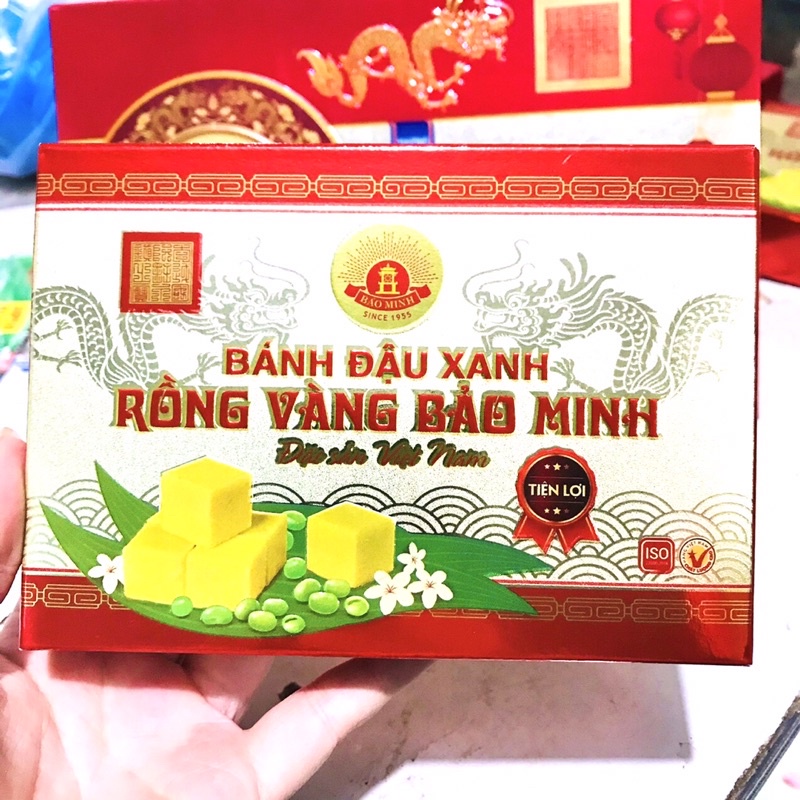 BẢO MINH
SINCE 1955
BÁNH ĐẬU XANH
RỒNG VÀNG BẢO MINH
Đặc sản Việt Nam
TIỆN LỢI
ISO